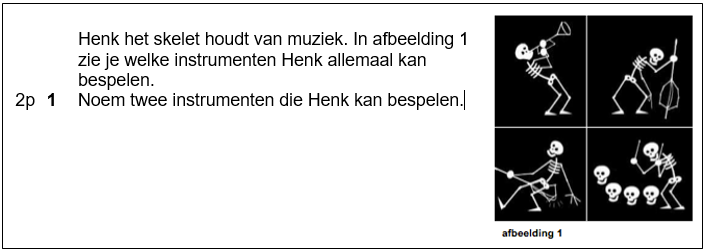 Henk het skelet houdt van muziek. In afbeelding 1
zie je welke instrumenten Henk allemaal kan
bespelen.
2p 1 Noem twee instrumenten die Henk kan bespelen.
afbeelding 1